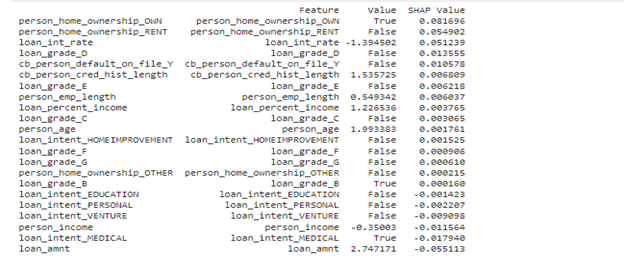 Feature Value SHAP Value
person_home_ownership_OWN person_home_ownership_OWN True 0.081696
person_home_ownership_RENT person_home_ownership_RENT False 0.054902
loan_int_rate loan_int_rate -1.394502 0.051239
loan_grade_D loan_grade_D False 0.013555
cb_person_default_on_file_Y cb_person_default_on_file_Y False 0.010578
cb_person_cred_hist_length cb_person_cred_hist_length 1.535725 0.006809
loan_grade_E loan_grade_E False 0.006218
person_emp_length person_emp_length 0.549342 0.006037
loan_percent_income loan_percent_income 1.226536 0.003765
loan_grade_C loan_grade_C False 0.003065
person_age person_age 1.993383 0.001761
loan_intent_HOMEIMPROVEMENT loan_intent_HOMEIMPROVEMENT False 0.001525
loan_grade_F loan_grade_F False 0.000906
loan_grade_G loan_grade_G False 0.000610
person_home_ownership_OTHER person_home_ownership_OTHER False 0.000215
loan_grade_B loan_grade_B True 0.000160
loan_intent_EDUCATION loan_intent_EDUCATION False -0.001423
loan_intent_PERSONAL loan_intent_PERSONAL False -0.002207
loan_intent_VENTURE loan_intent_VENTURE False -0.009098
person_income person_income -0.35003 -0.011564
loan_intent_MEDICAL loan_intent_MEDICAL True -0.017940
loan_amnt loan_amnt 2.747171 -0.055113